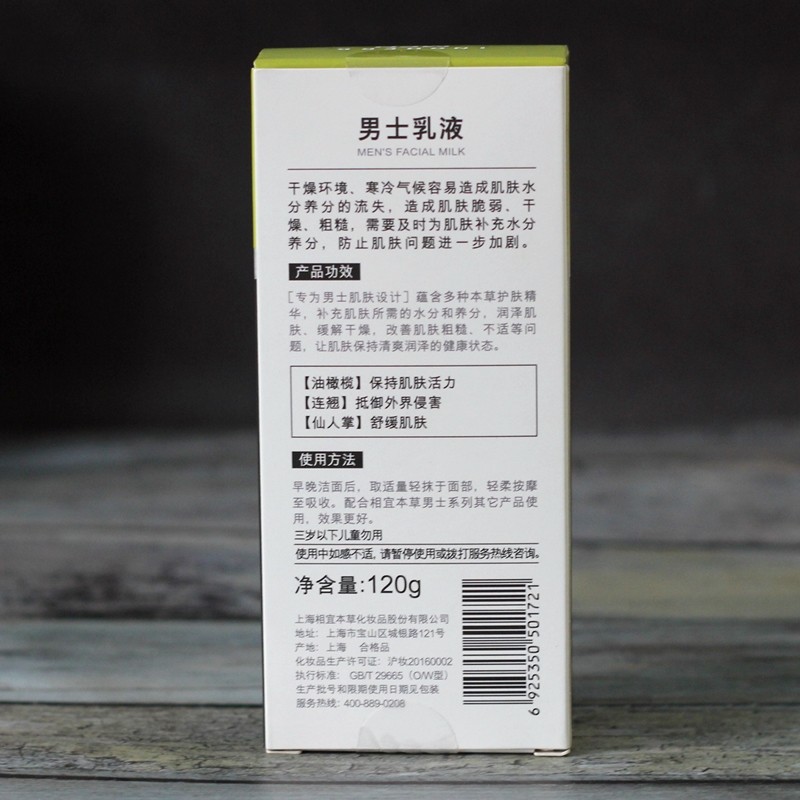 男士乳液
MEN'S FACIAL MILK
干燥环境、寒冷气候容易造成肌肤水
分养分的流失，造成肌肤脆弱、干
燥、粗糙，需要及时为肌肤补充水分
养分，防止肌肤问题进一步加剧。
产品功效
［专为男士肌肤设计］蕴含多种本草护肤精
华，补充肌肤所需的水分和养分，润泽肌
肤、缓解干燥，改善肌肤粗糙、不适等问
题，让肌肤保持清爽润泽的健康状态。
【油橄榄】保持肌肤活力
【连翘】抵御外界侵害
【仙人掌】舒缓肌肤
使用方法
早晚洁面后，取适量轻抹于面部，轻柔按摩
至吸收。配合相宜本草男士系列其它产品使
用，效果更好。
三岁以下儿童勿用
使用中如感不适，请暂停使用或拨打服务热线咨询。
净含量:120g
上海相宜本草化妆品股份有限公司
地址：上海市宝山区城银路121号
产地：上海 合格品
化妆品生产许可证：沪妆20160002
执行标准：GB/T 29665（O/W型）
生产批号和限期使用日期见包装
服务热线：400-889-0208
6 925350 501721